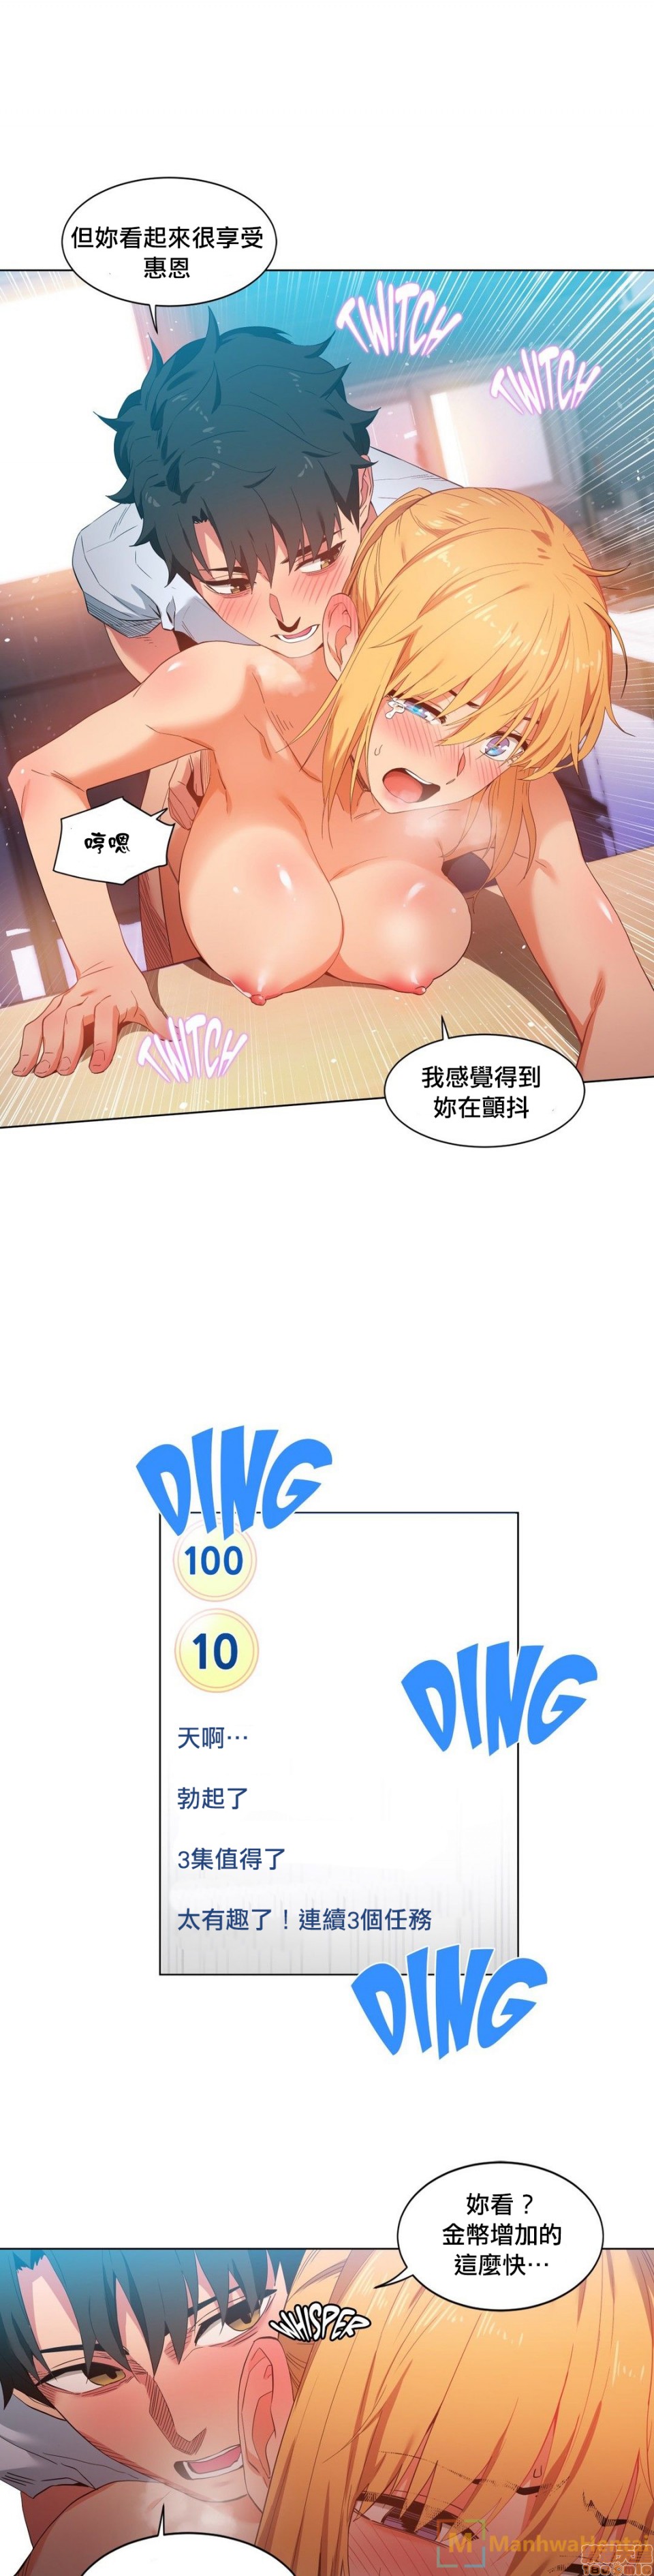 但妳看起來很享受
惠恩
TWITCH
TWITCH
哼嗯
TWITCH
我感覺得到
妳在顫抖
DING
100
10
DING
天啊…
勃起了
3集值得了
太有趣了！連續3個任務
DING
妳看？
金幣增加的
這麼快…
WHISPER
M ManhwaHentai